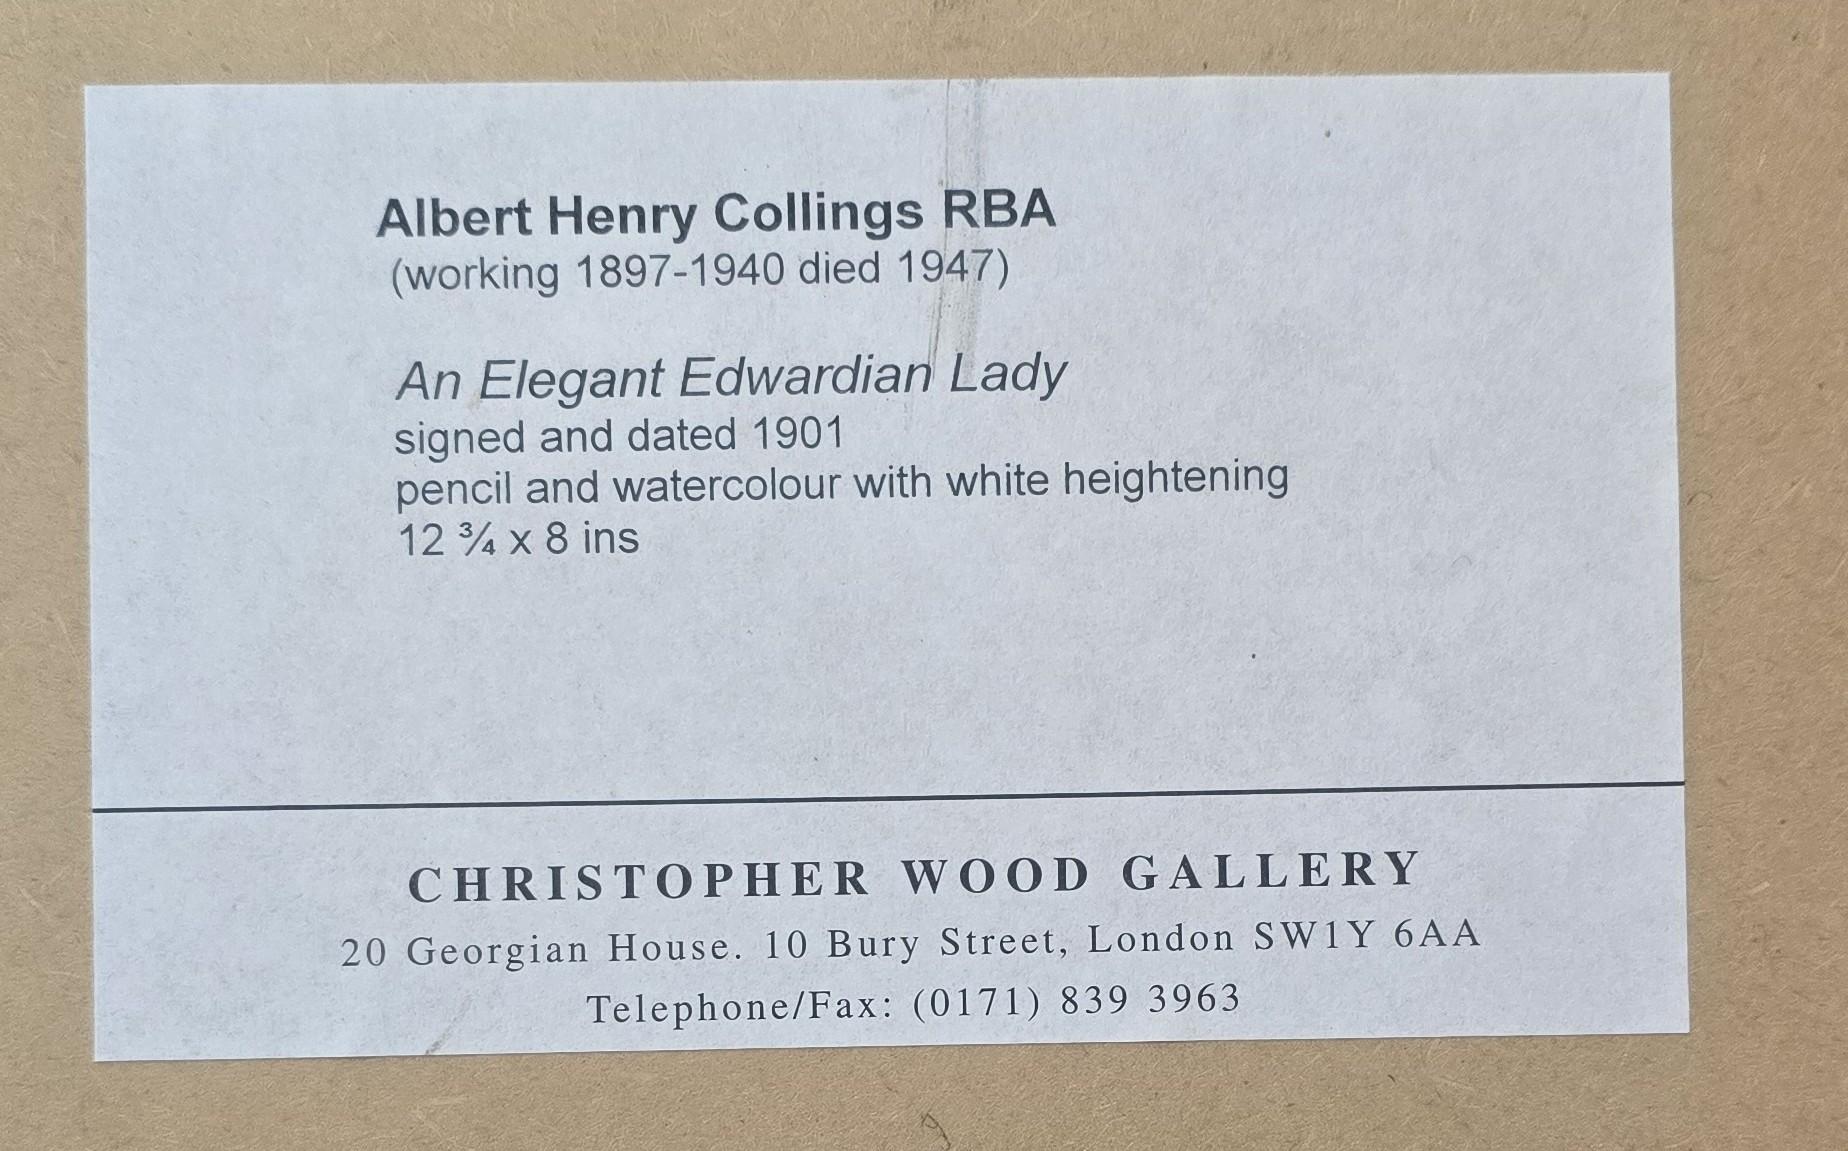 Albert Henry Collings RBA
(working 1897-1940 died 1947)
An Elegant Edwardian Lady
signed and dated 1901
pencil and watercolour with white heightening
12 ¾ x 8 ins
CHRISTOPHER WOOD GALLERY
20 Georgian House. 10 Bury Street, London SW1Y 6AA
Telephone/Fax: (0171) 839 3963